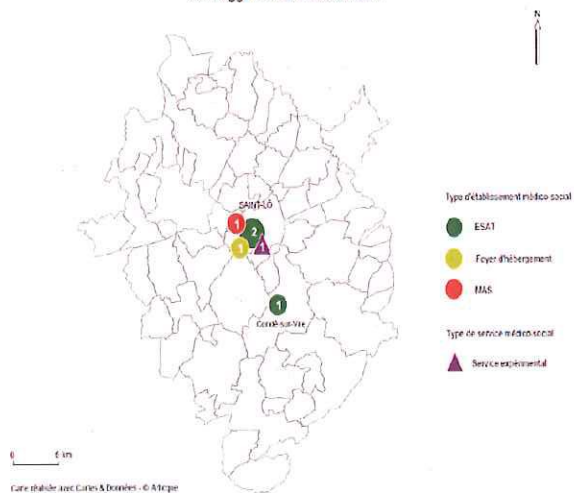 N
SAINT-LÔ
1
2
1
1
Condé-sur-Vire
Type d'établissement médico-social
ESAT
Foyer d'hébergement
MAS
Type de service médico-social
Service expérimental
0 5 km
Carte réalisée avec Cartes & Données - © Articque